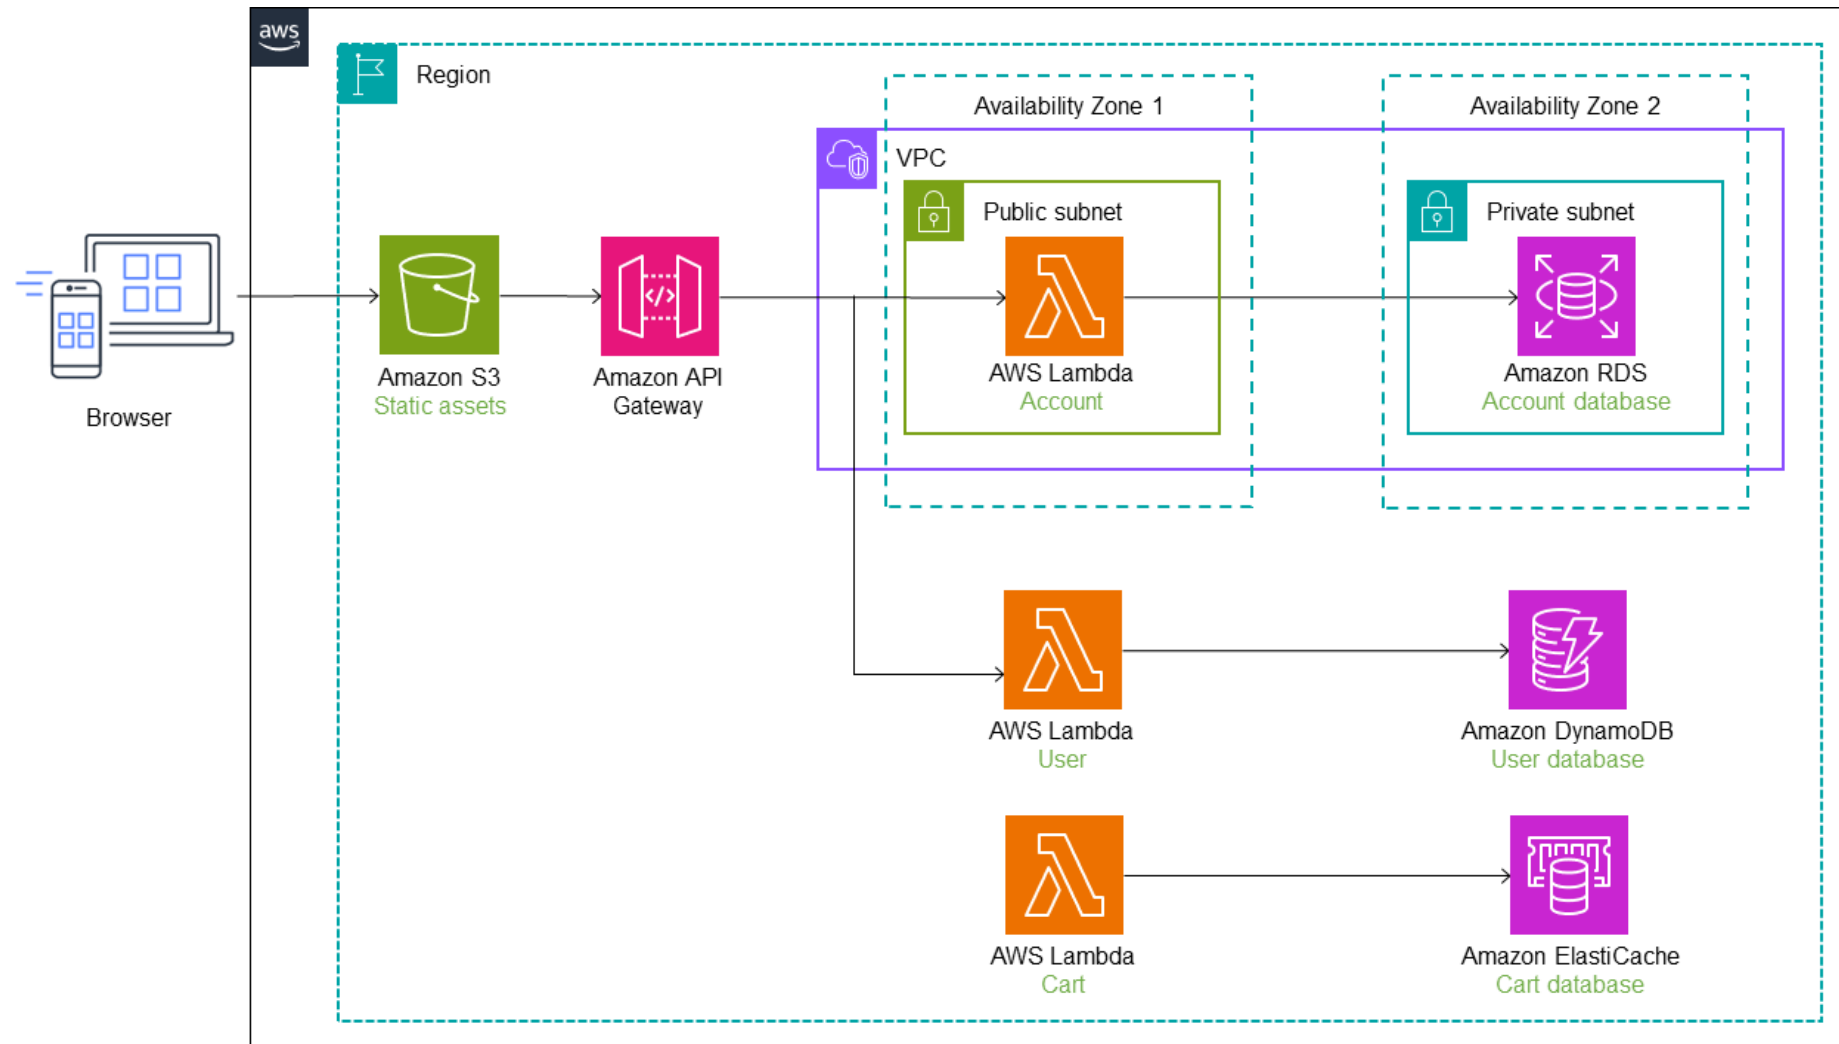 aws
Region
Availability Zone 1
Availability Zone 2
VPC
Public subnet
Private subnet
</>
AWS Lambda
Account
Amazon RDS
Account database
Amazon S3
Static assets
Amazon API
Gateway
Browser
AWS Lambda
User
Amazon DynamoDB
User database
AWS Lambda
Cart
Amazon ElastiCache
Cart database